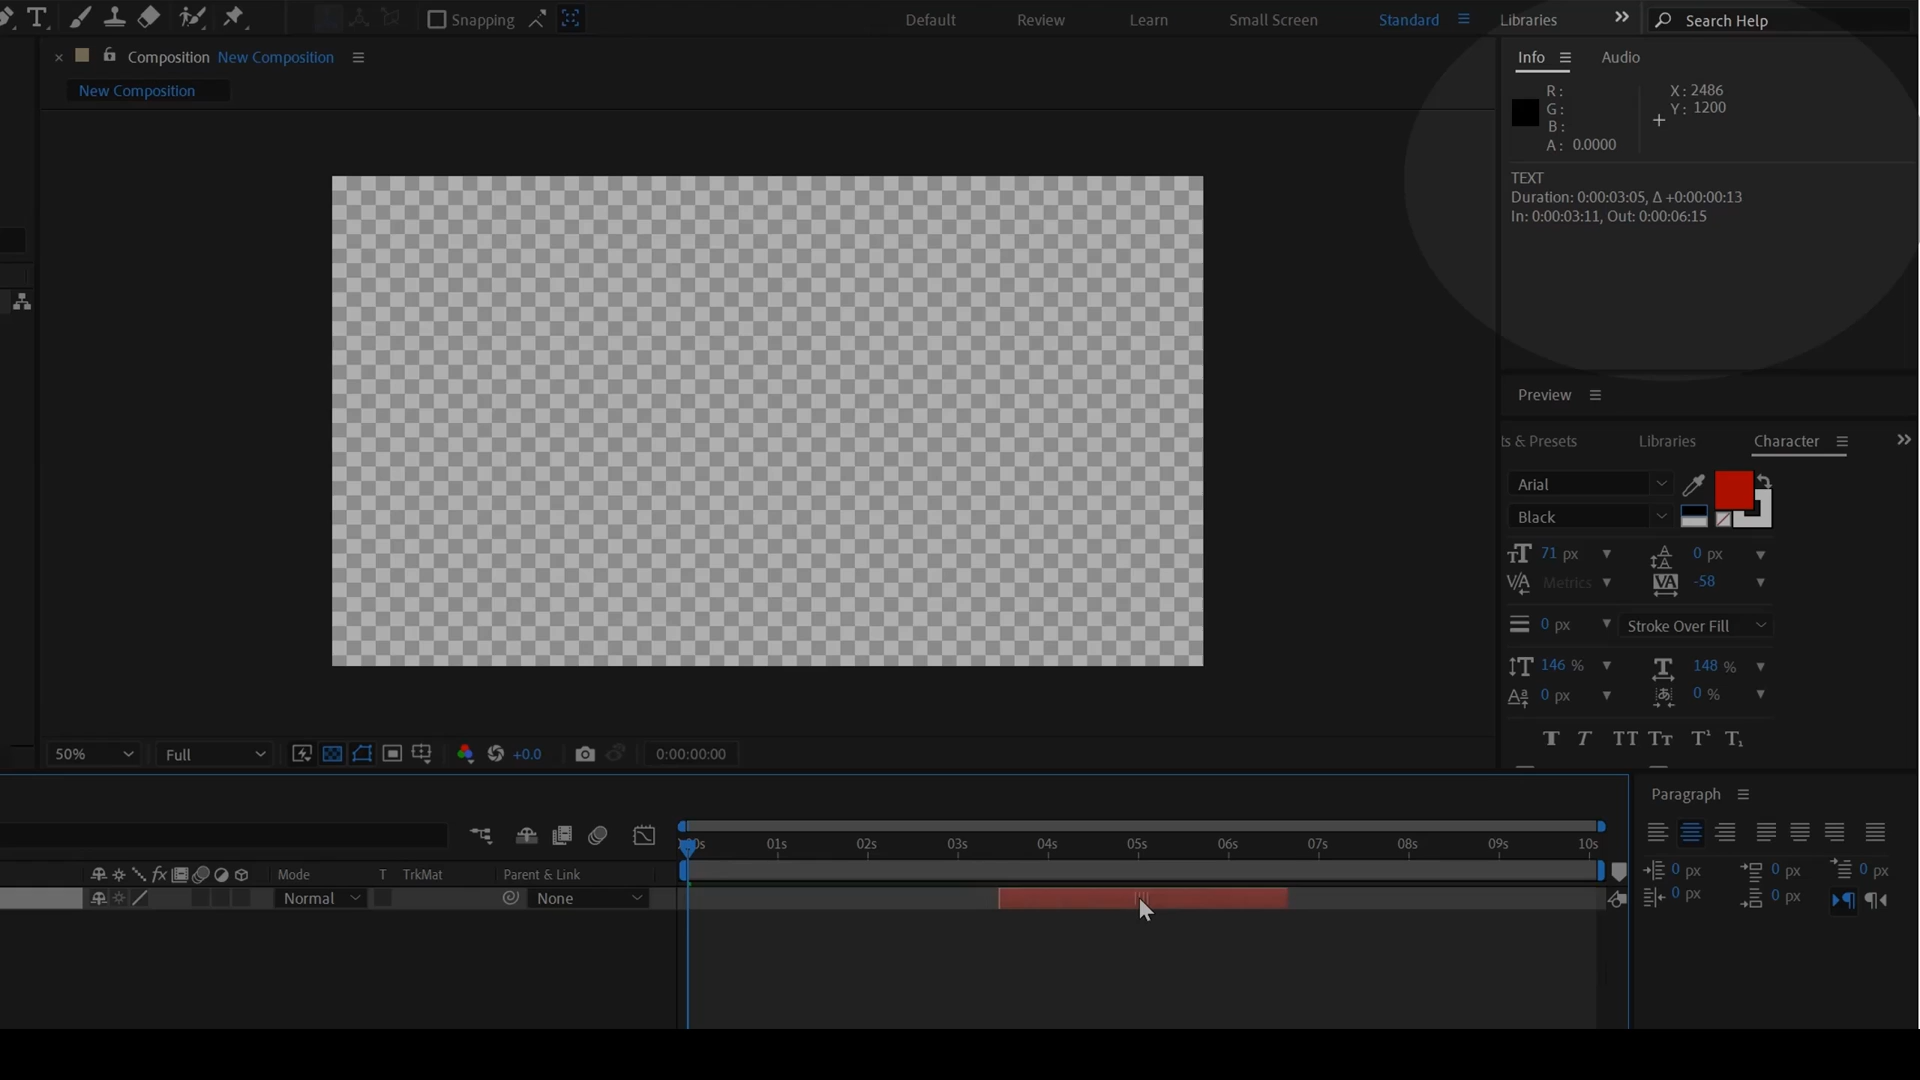 Snapping
Default
Review
Learn
Small Screen
Standard
Libraries
Search Help
Composition New Composition
New Composition
Info
Audio
R :
G :
B :
A : 0.0000
X : 2486
Y : 1200
TEXT
Duration: 0:00:03:05, Δ +0:00:00:13
In: 0:00:03:11, Out: 0:00:06:15
Preview
ts & Presets
Libraries
Character
Arial
Black
71 px
0 px
Metrics
-58
0 px
Stroke Over Fill
146 %
148 %
0 px
0 %
50%
Full
+0.0
0:00:00:00
Paragraph
01s 02s 03s 04s 05s 06s 07s 08s 09s 10s
Mode T TrkMat Parent & Link
Normal None
0 px 0 px 0 px
0 px 0 px